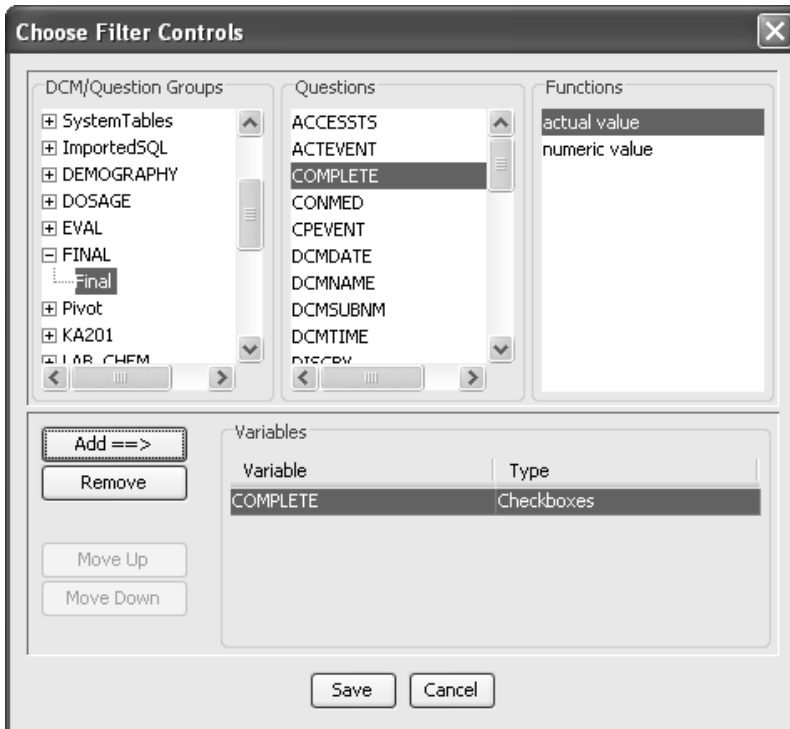 Choose Filter Controls
DCM/Question Groups
SystemTables
ImportedSQL
DEMOGRAPHY
DOSAGE
EVAL
FINAL
Final
Pivot
KA201
LAB_CHEM
Questions
ACCESSTS
ACTEVENT
COMPLETE
CONMED
CPEVENT
DCMDATE
DCMNAME
DCMSUBNM
DCMTIME
DISCRY
Functions
actual value
numeric value
Add ==>
Remove
Move Up
Move Down
Variables
Variable Type
COMPLETE Checkboxes
Save Cancel